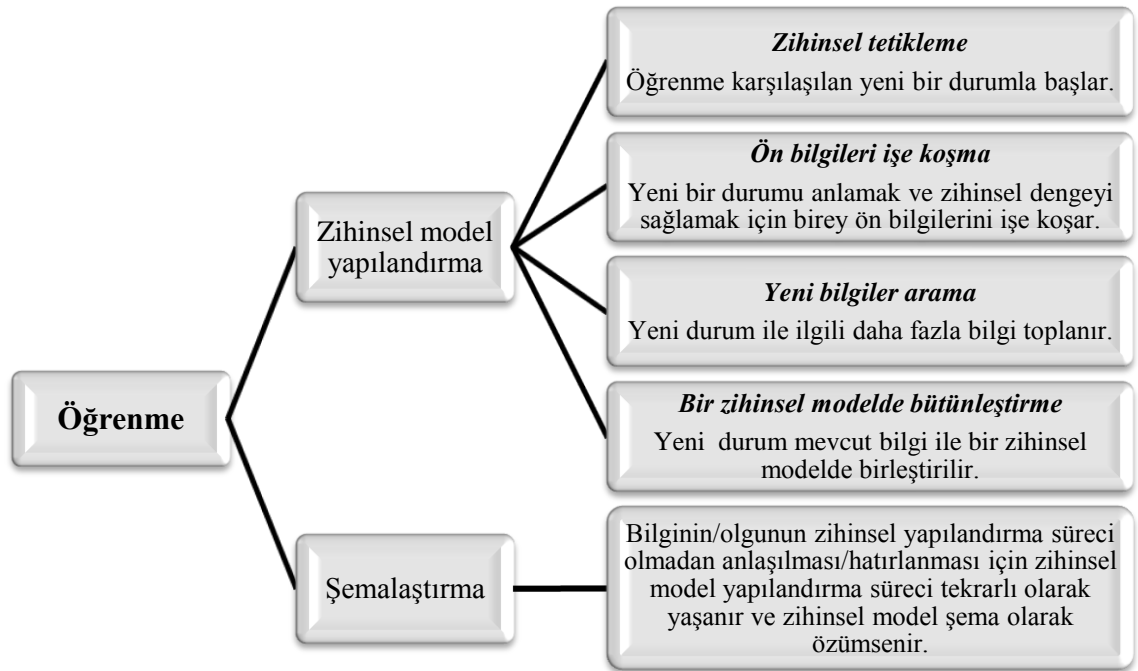 Öğrenme
Zihinsel model
yapılandırma
Zihinsel tetikleme
Öğrenme karşılaşılan yeni bir durumla başlar.
Ön bilgileri işe koşma
Yeni bir durumu anlamak ve zihinsel dengeyi
sağlamak için birey ön bilgilerini işe koşar.
Yeni bilgiler arama
Yeni durum ile ilgili daha fazla bilgi toplanır.
Bir zihinsel modelde bütünleştirme
Yeni durum mevcut bilgi ile bir zihinsel
modelde birleştirilir.
Şemalaştırma
Bilginin/olgunun zihinsel yapılandırma süreci
olmadan anlaşılması/hatırlanması için zihinsel
model yapılandırma süreci tekrarlı olarak
yaşanır ve zihinsel model şema olarak
özümsenir.